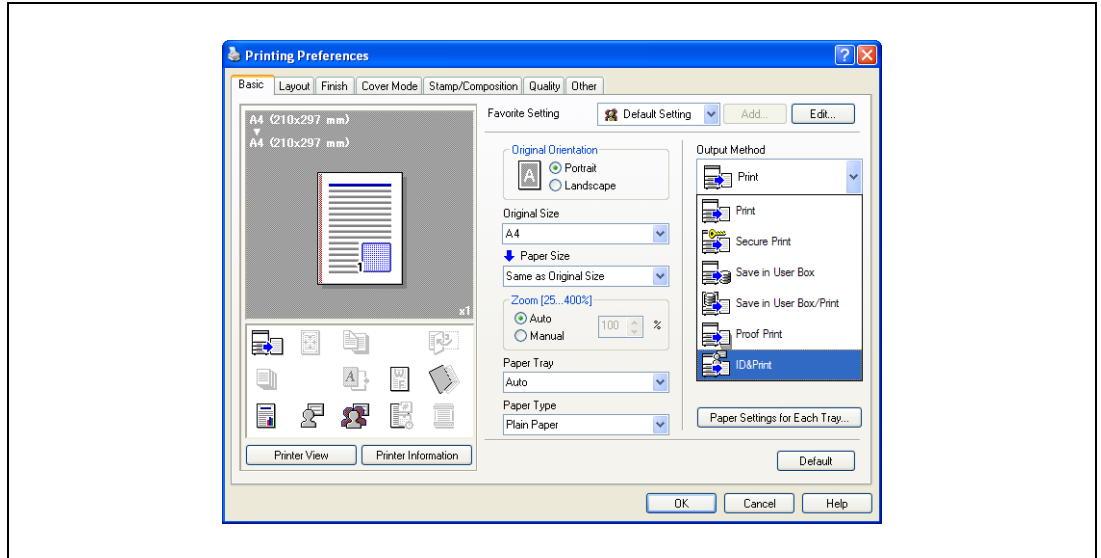 Printing Preferences
Basic Layout Finish Cover Mode Stamp/Composition Quality Other
A4 (210x297 mm)
A4 (210x297 mm)
1
x1
Printer View Printer Information
Favorite Setting Default Setting Add... Edit...
Original Orientation
A
Portrait
Landscape
Original Size
A4
Paper Size
Same as Original Size
Zoom [25...400%]
Auto
Manual
100 %
Paper Tray
Auto
Paper Type
Plain Paper
Output Method
Print
Print
Secure Print
Save in User Box
Save in User Box/Print
Proof Print
ID&Print
Paper Settings for Each Tray...
Default
OK Cancel Help